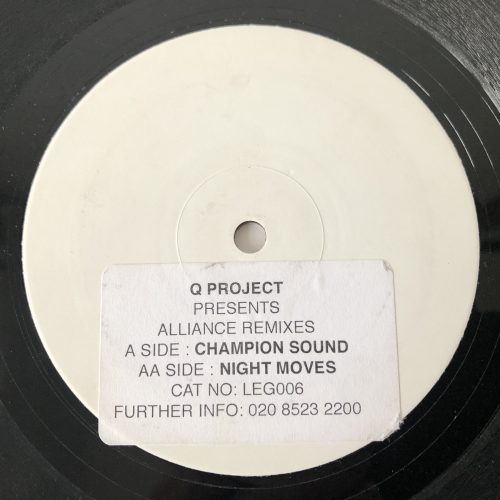 Q PROJECT
PRESENTS
ALLIANCE REMIXES
A SIDE : CHAMPION SOUND
AA SIDE : NIGHT MOVES
CAT NO: LEG006
FURTHER INFO: 020 8523 2200